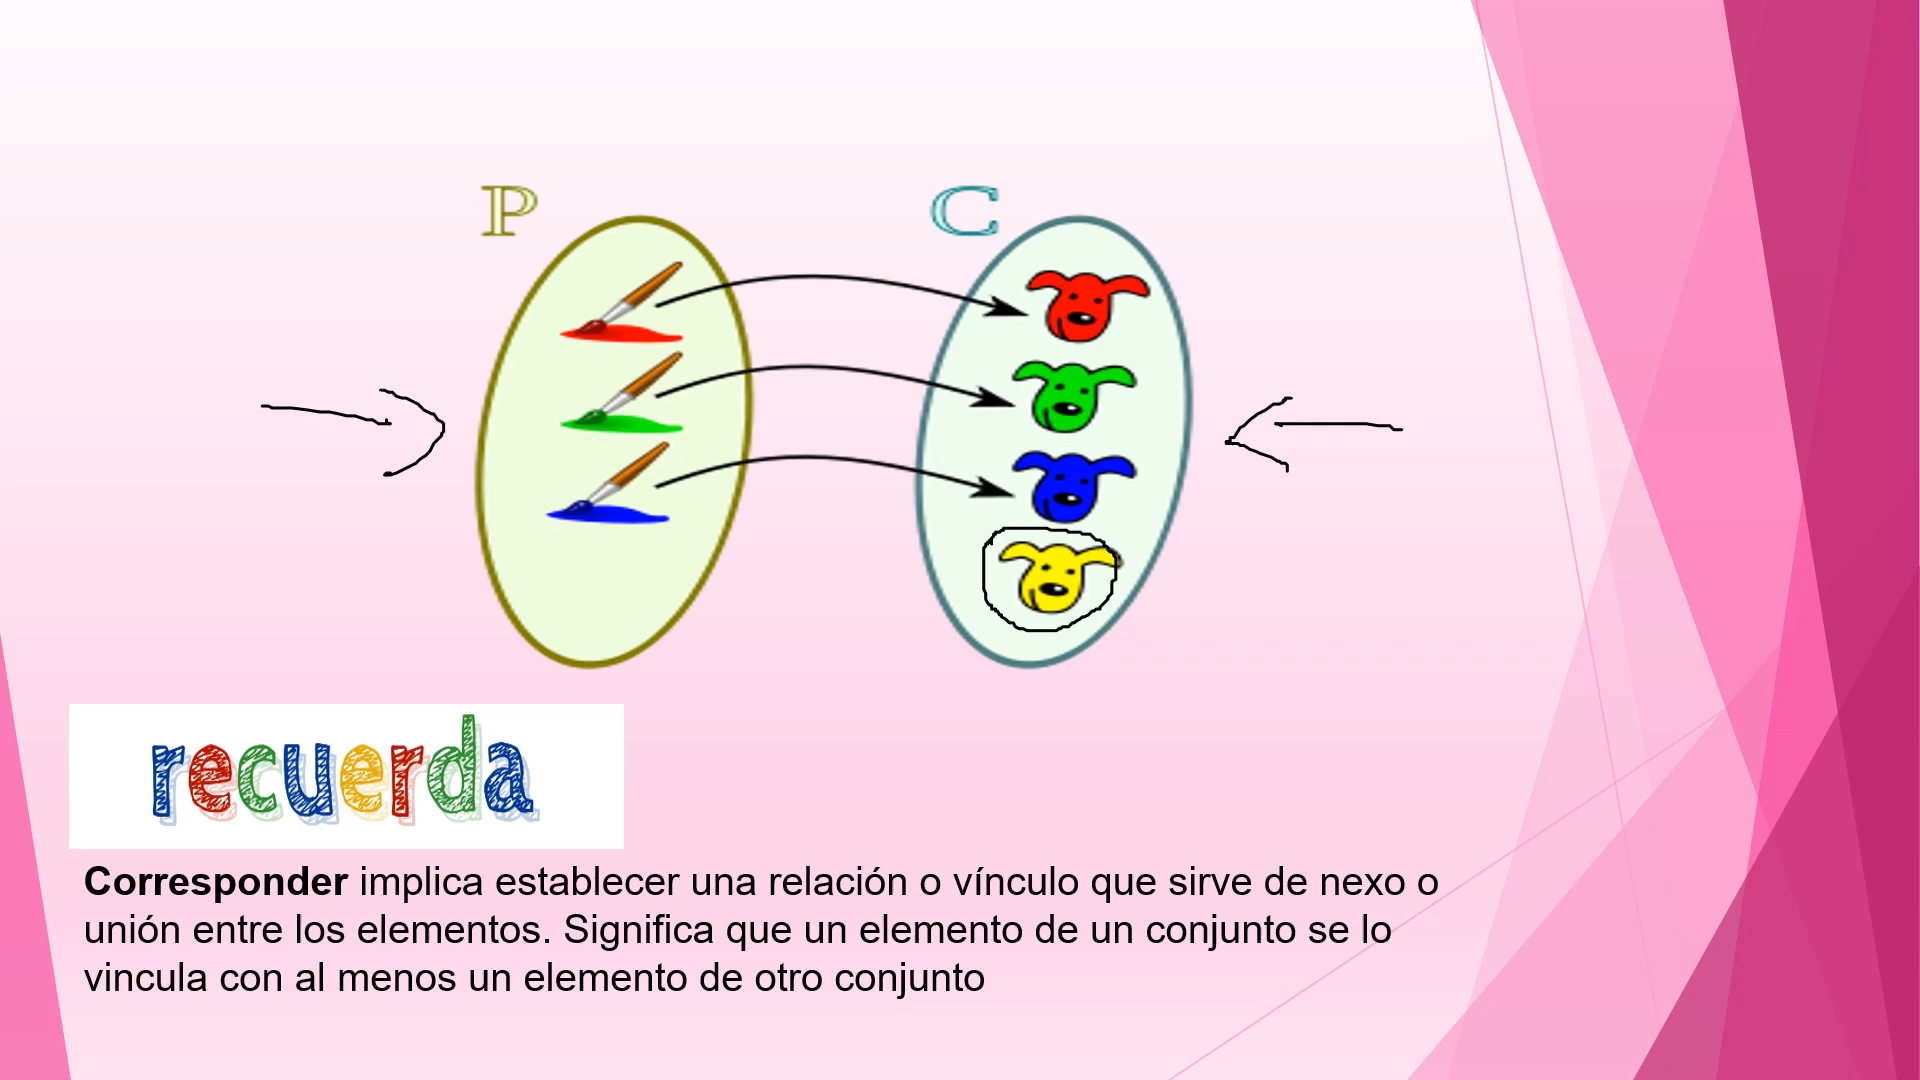 P
C
recuerda
Corresponder implica establecer una relación o vínculo que sirve de nexo o
unión entre los elementos. Significa que un elemento de un conjunto se lo
vincula con al menos un elemento de otro conjunto